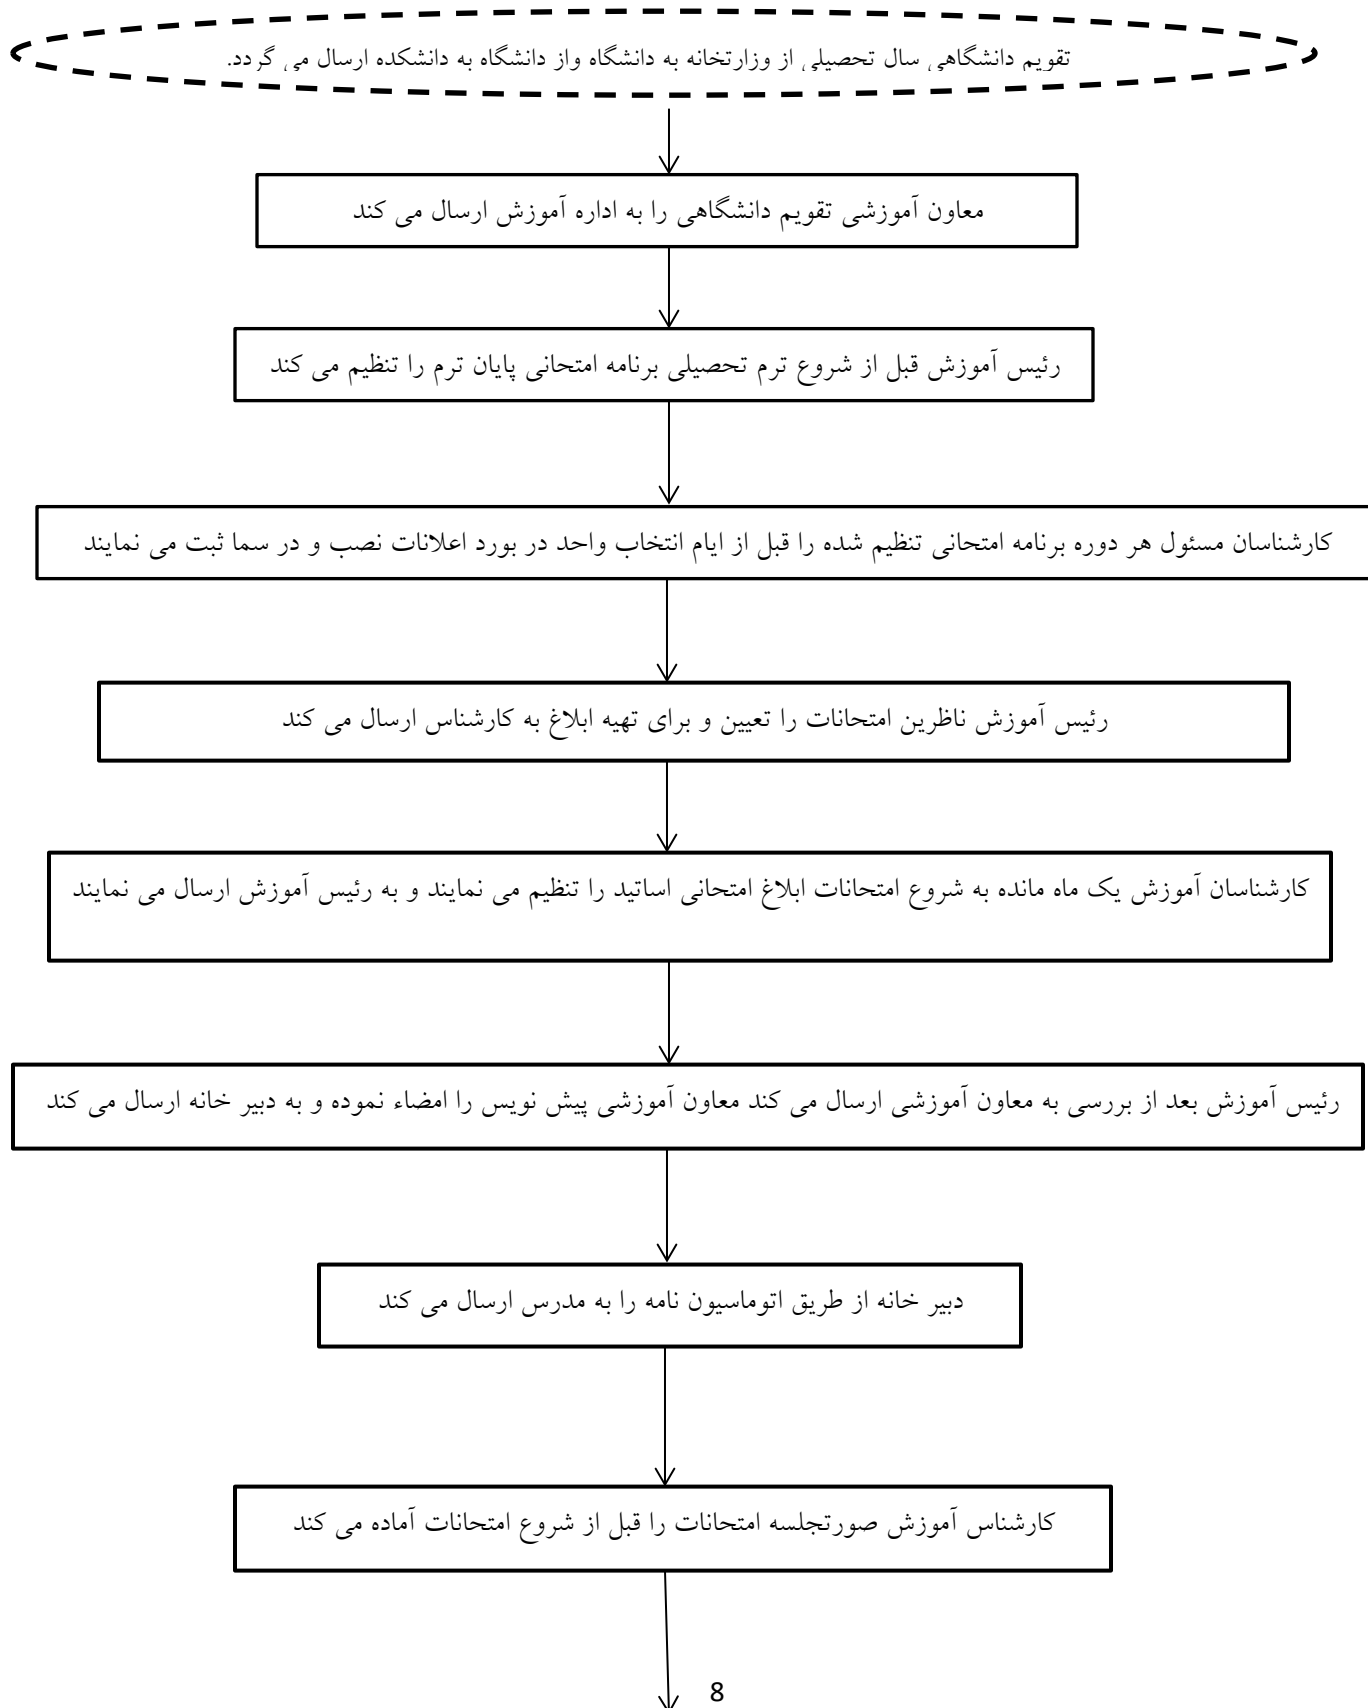 تقویم دانشگاهی سال تحصیلی از وزارتخانه به دانشگاه واز دانشگاه به دانشکده ارسال می گردد.
معاون آموزشی تقویم دانشگاهی را به اداره آموزش ارسال می کند
رئیس آموزش قبل از شروع ترم تحصیلی برنامه امتحانی پایان ترم را تنظیم می کند
کارشناسان مسئول هر دوره برنامه امتحانی تنظیم شده را قبل از ایام انتخاب واحد در بورد اعلانات نصب و در سما ثبت می نمایند
رئیس آموزش ناظرین امتحانات را تعیین و برای تهیه ابلاغ به کارشناس ارسال می کند
کارشناسان آموزش یک ماه مانده به شروع امتحانات ابلاغ امتحانی اساتید را تنظیم می نمایند و به رئیس آموزش ارسال می نمایند
رئیس آموزش بعد از بررسی به معاون آموزشی ارسال می کند معاون آموزشی پیش نویس را امضاء نموده و به دبیر خانه ارسال می کند
دبیر خانه از طریق اتوماسیون نامه را به مدرس ارسال می کند
کارشناس آموزش صورتجلسه امتحانات را قبل از شروع امتحانات آماده می کند
8